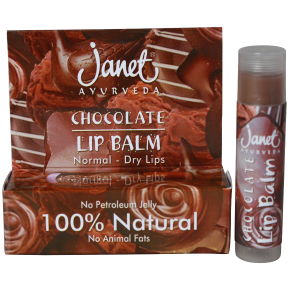 Janet
AYURVEDA
CHOCOLATE
LIP BALM
Normal - Dry Lips
No Petroleum Jelly
100% Natural
No Animal Fats
Janet
AYURVEDA
CHOCOLATE
Lip Balm